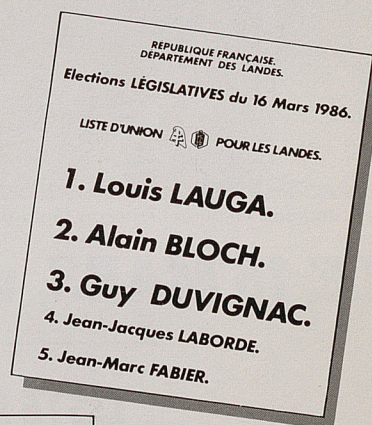 RÉPUBLIQUE FRANÇAISE.
DÉPARTEMENT DES LANDES.
Elections LÉGISLATIVES du 16 Mars 1986.
LISTE D'UNION POUR LES LANDES.
1. Louis LAUGA.
2. Alain BLOCH.
3. Guy DUVIGNAC.
4. Jean-Jacques LABORDE.
5. Jean-Marc FABIER.